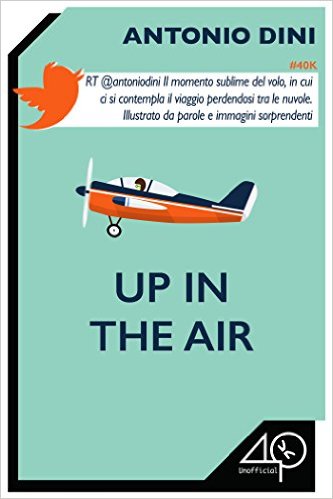 ANTONIO DINI
#40K
RT @antoniodini Il momento sublime del volo, in cui
ci si contempla il viaggio perdendosi tra le nuvole.
Illustrato da parole e immagini sorprendenti
UP IN
THE AIR
40K
Unofficial